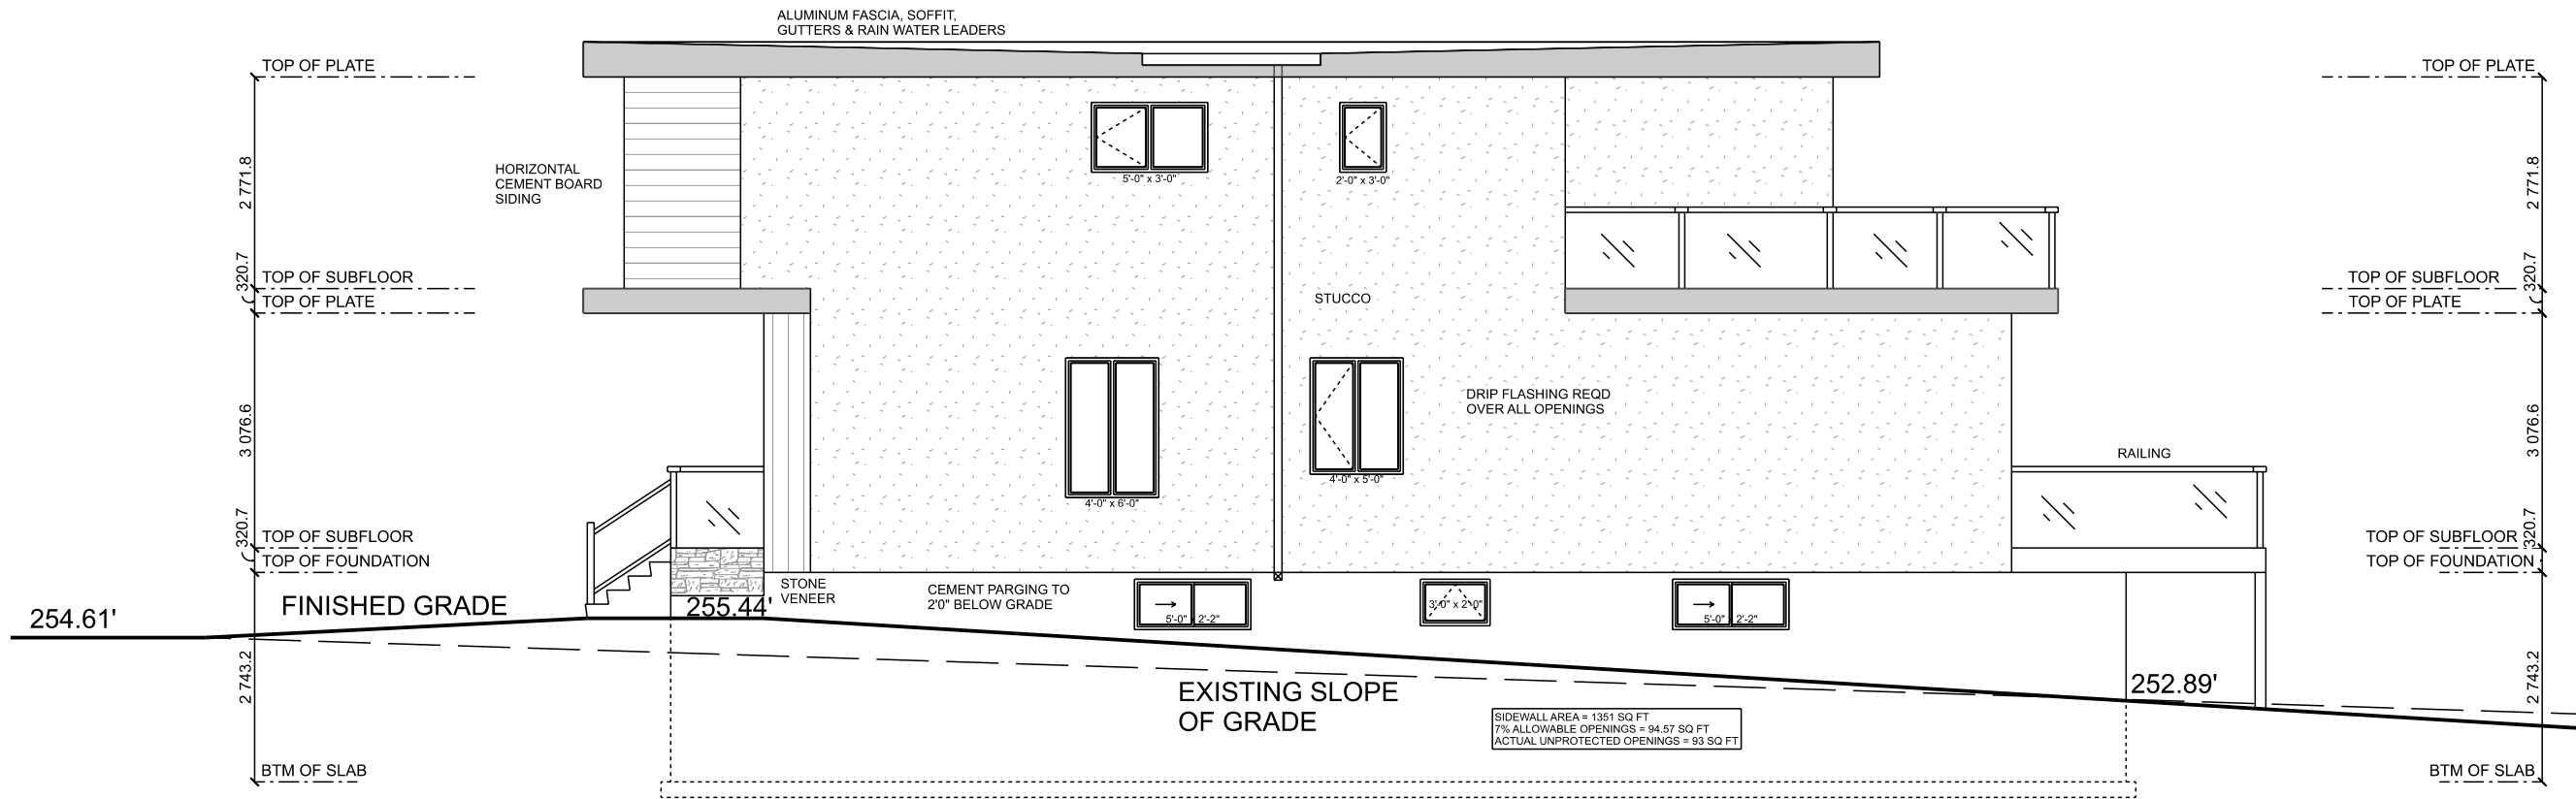 ALUMINUM FASCIA, SOFFIT,
GUTTERS & RAIN WATER LEADERS
TOP OF PLATE
TOP OF PLATE
2 771.8
HORIZONTAL
CEMENT BOARD
SIDING
5'-0" x 3'-0"
2'-0" x 3'-0"
2 771.8
320.7
TOP OF SUBFLOOR
TOP OF PLATE
STUCCO
TOP OF SUBFLOOR
TOP OF PLATE
320.7
3 076.6
4'-0" x 6'-0"
4'-0" x 5'-0"
DRIP FLASHING REQD
OVER ALL OPENINGS
RAILING
3 076.6
320.7
TOP OF SUBFLOOR
TOP OF FOUNDATION
TOP OF SUBFLOOR
TOP OF FOUNDATION
320.7
254.61'
FINISHED GRADE
255.44'
STONE
VENEER
CEMENT PARGING TO
2'0" BELOW GRADE
5'-0" 2'-2"
3'-0" x 2'-0"
5'-0" 2'-2"
2 743.2
EXISTING SLOPE
OF GRADE
252.89'
2 743.2
SIDEWALL AREA = 1351 SQ FT
7% ALLOWABLE OPENINGS = 94.57 SQ FT
ACTUAL UNPROTECTED OPENINGS = 93 SQ FT
BTM OF SLAB
BTM OF SLAB